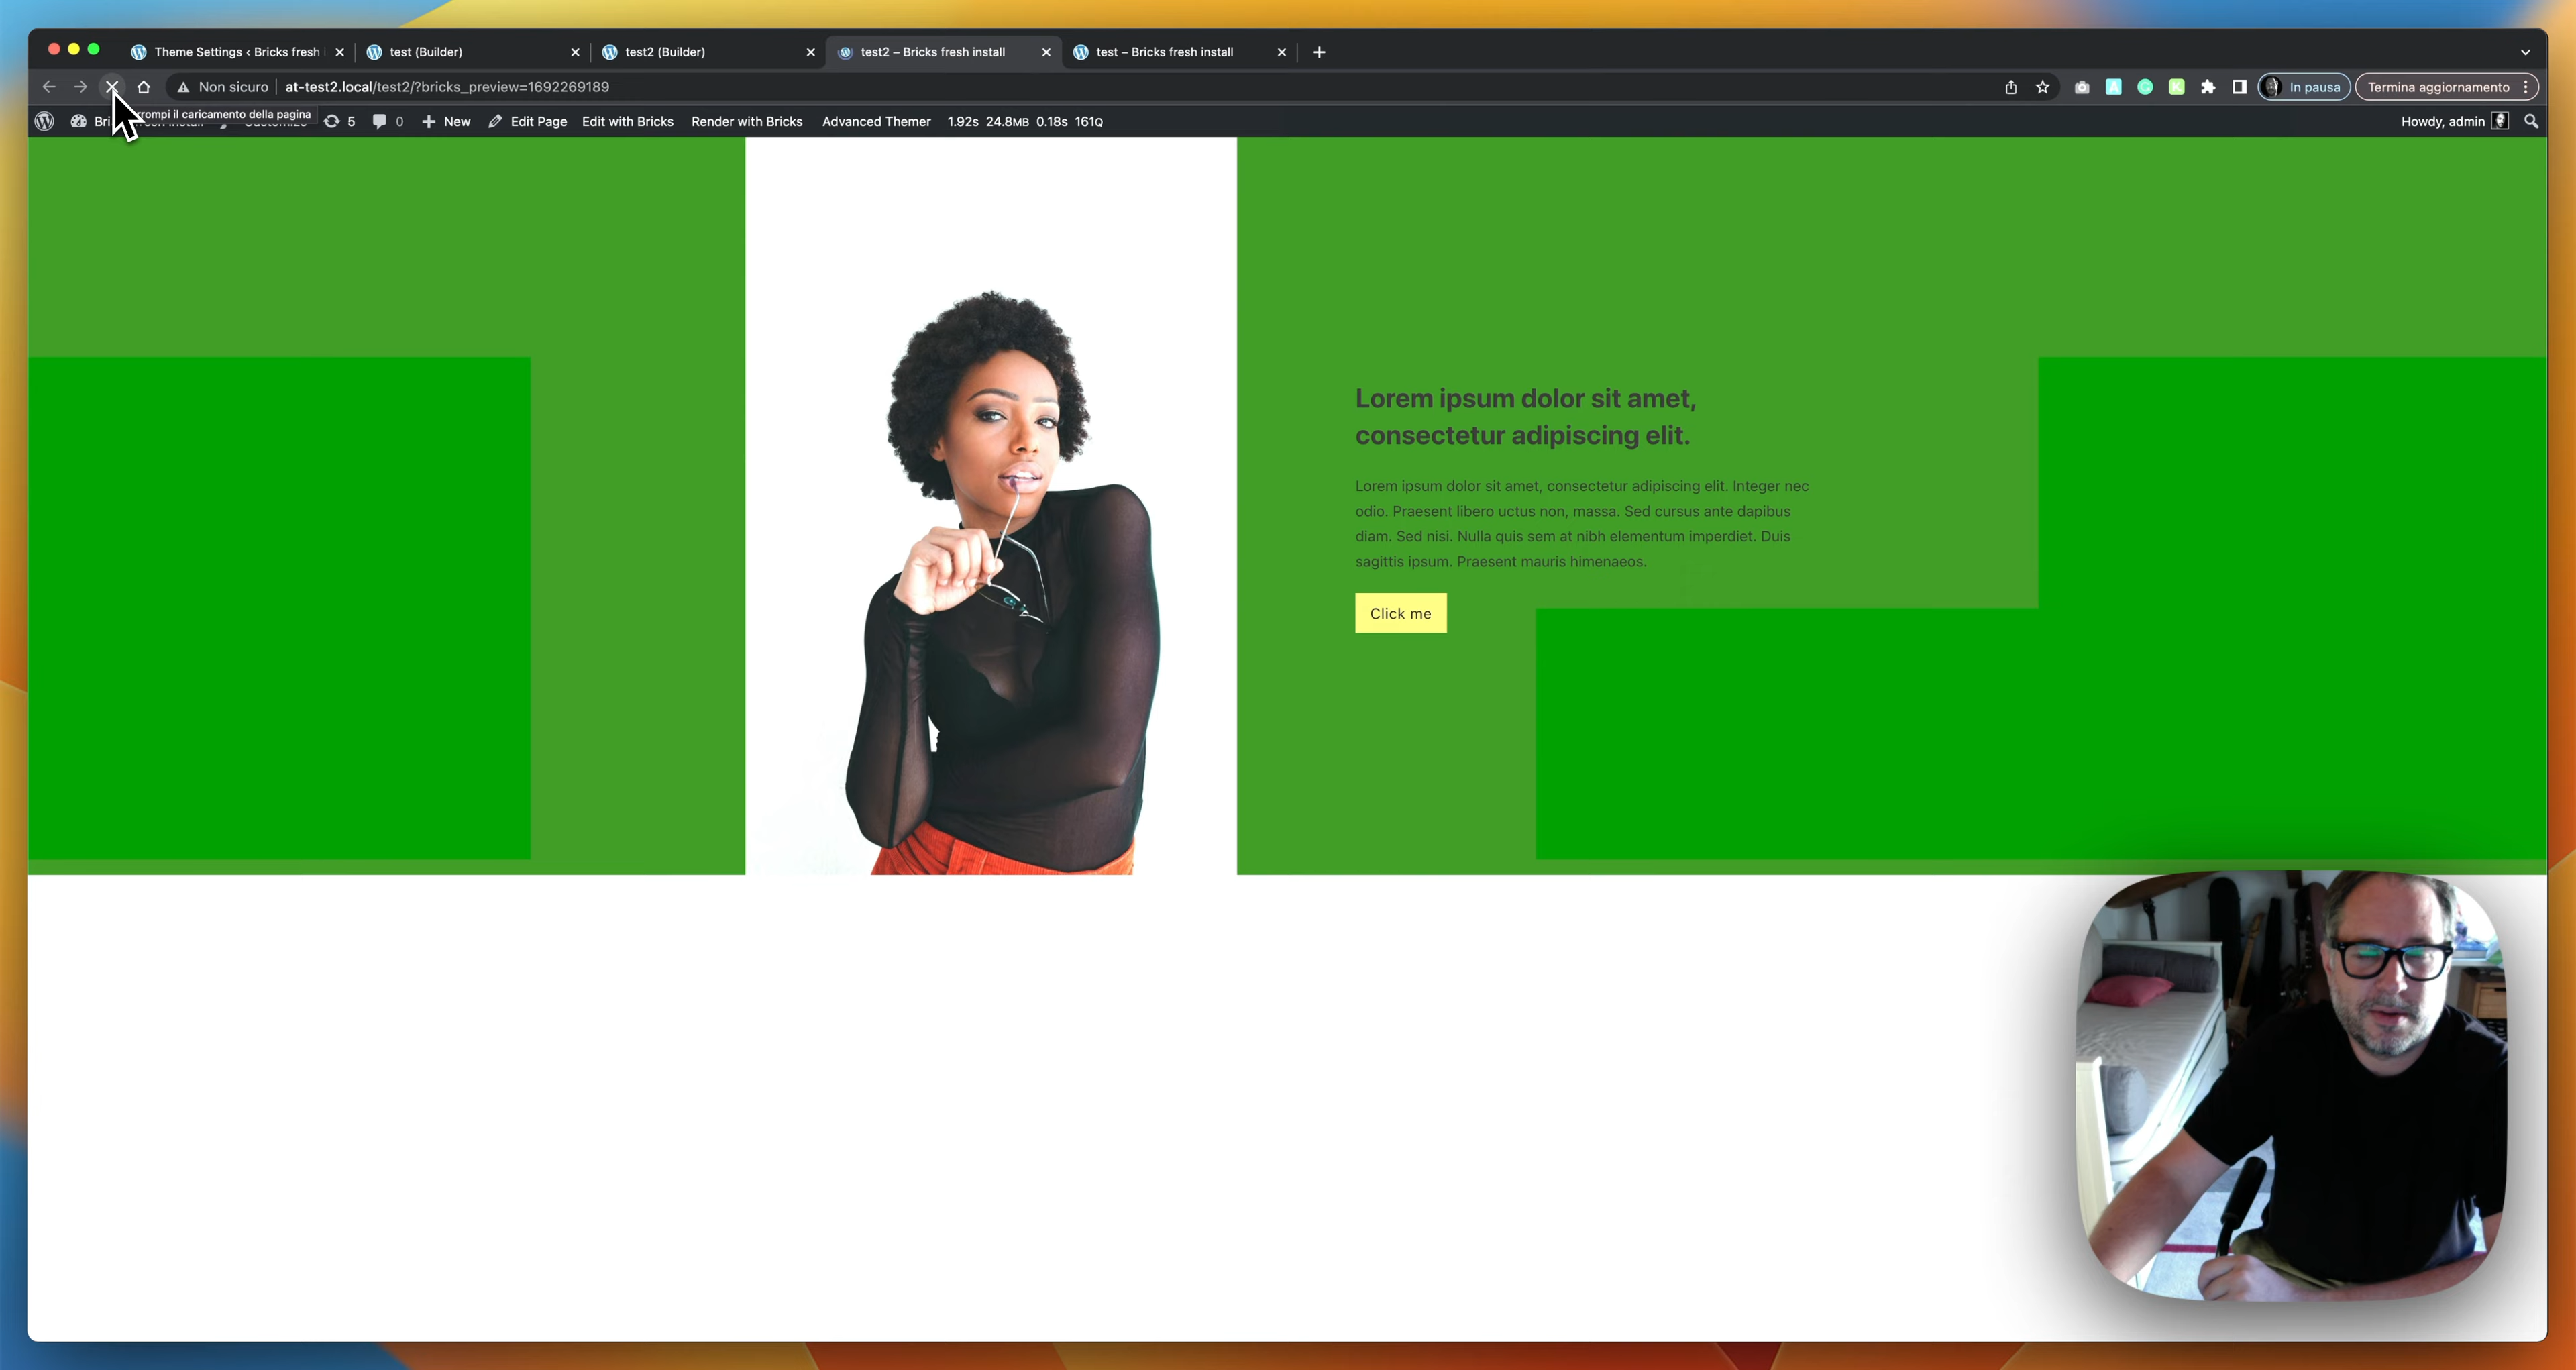 Theme Settings ‹ Bricks fresh
test (Builder)
test2 (Builder)
test2 – Bricks fresh install
test – Bricks fresh install
Non sicuro
at-test2.local/test2/?bricks_preview=1692269189
In pausa
Termina aggiornamento
il caricamento della pagina
5
0
New
Edit Page
Edit with Bricks
Render with Bricks
Advanced Themer
1.92s 24.8MB 0.18s 161Q
Howdy, admin
Lorem ipsum dolor sit amet,
consectetur adipiscing elit.
Lorem ipsum dolor sit amet, consectetur adipiscing elit. Integer nec
odio. Praesent libero uctus non, massa. Sed cursus ante dapibus
diam. Sed nisi. Nulla quis sem at nibh elementum imperdiet. Duis
sagittis ipsum. Praesent mauris himenaeos.
Click me